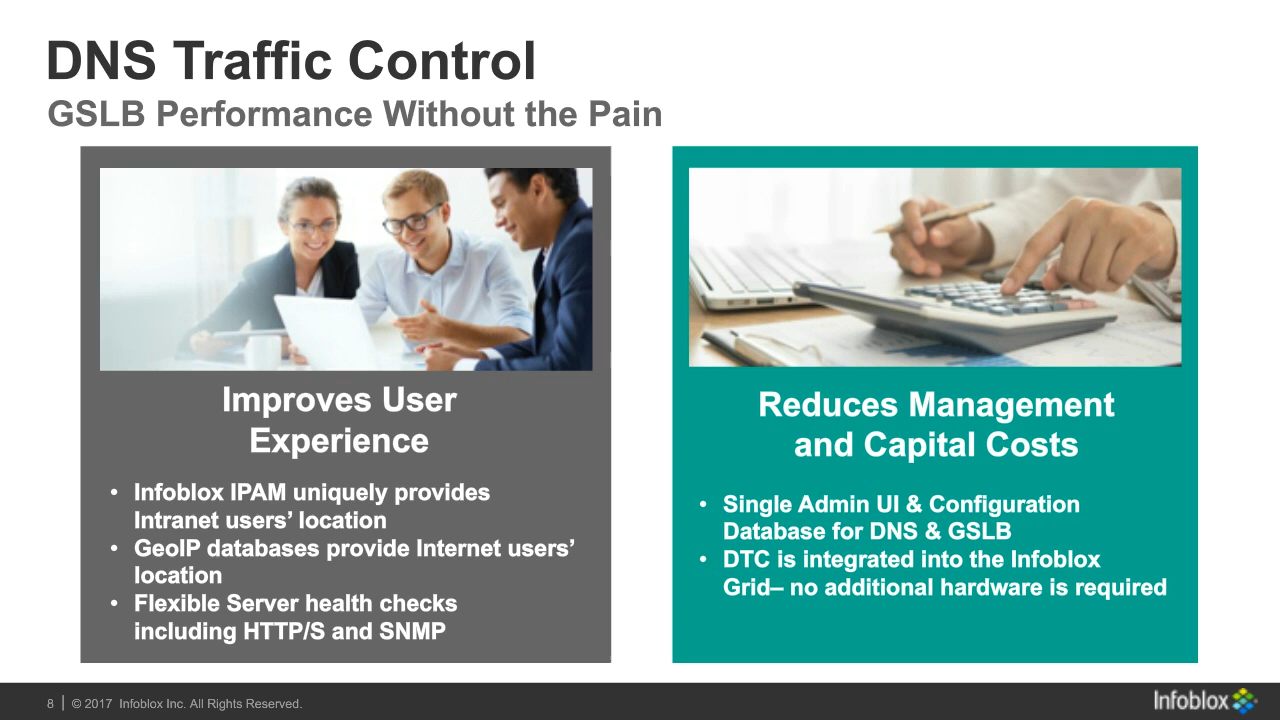 DNS Traffic Control
GSLB Performance Without the Pain
Improves User
Experience
• Infoblox IPAM uniquely provides
Intranet users’ location
• GeoIP databases provide Internet users’
location
• Flexible Server health checks
including HTTP/S and SNMP
Reduces Management
and Capital Costs
• Single Admin UI & Configuration
Database for DNS & GSLB
• DTC is integrated into the Infoblox
Grid– no additional hardware is required
8 | © 2017 Infoblox Inc. All Rights Reserved.
Infoblox